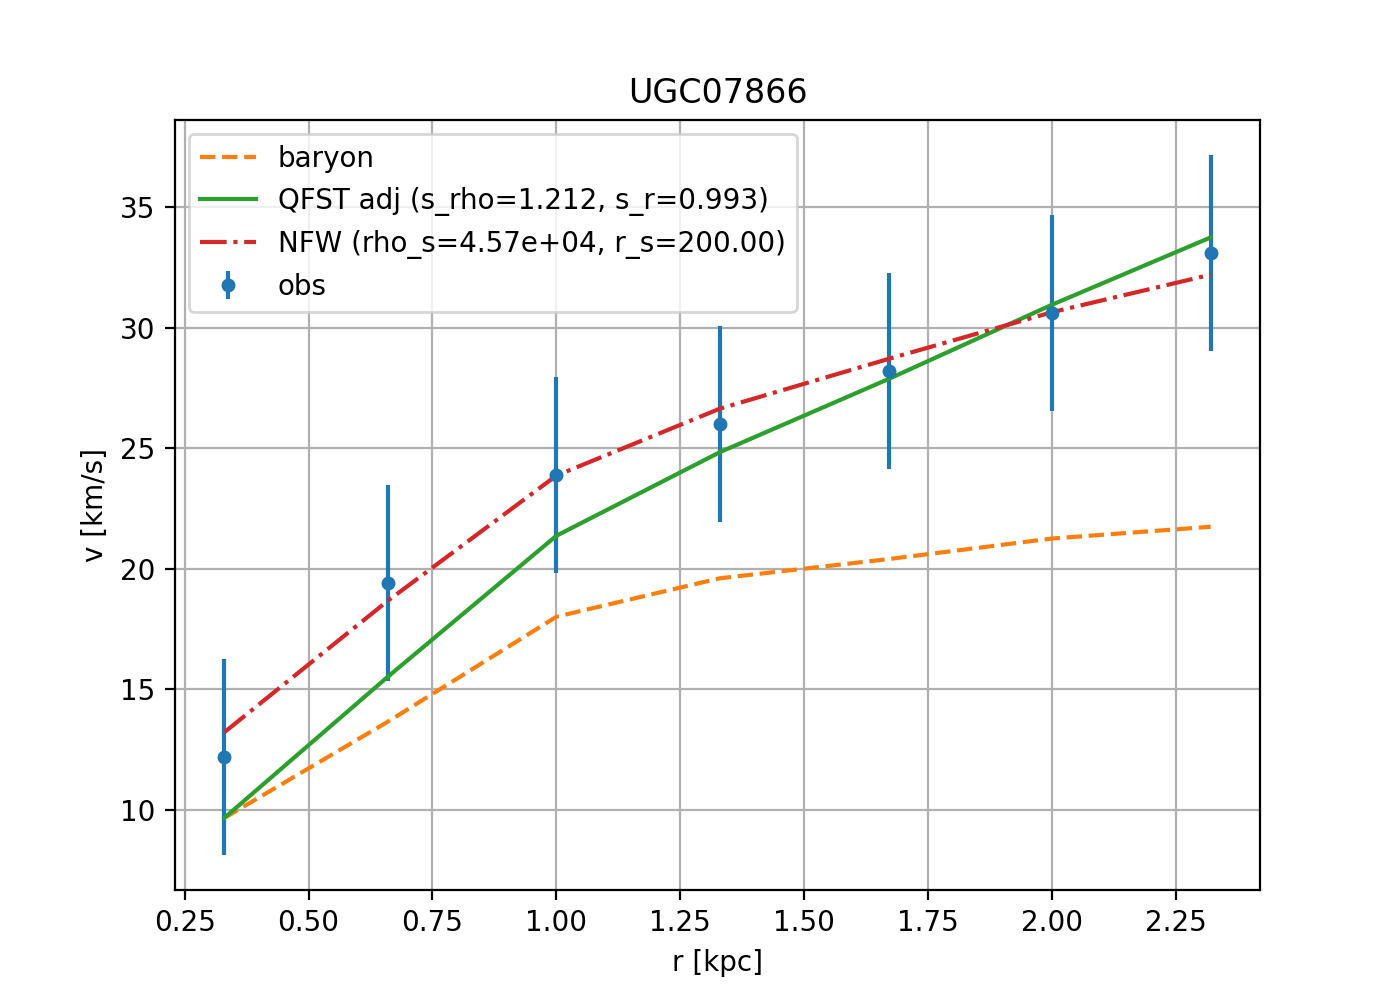 UGC07866
baryon
QFST adj (s_rho=1.212, s_r=0.993)
NFW (rho_s=4.57e+04, r_s=200.00)
obs
35
30
25
20
15
10
v [km/s]
0.25 0.50 0.75 1.00 1.25 1.50 1.75 2.00 2.25
r [kpc]